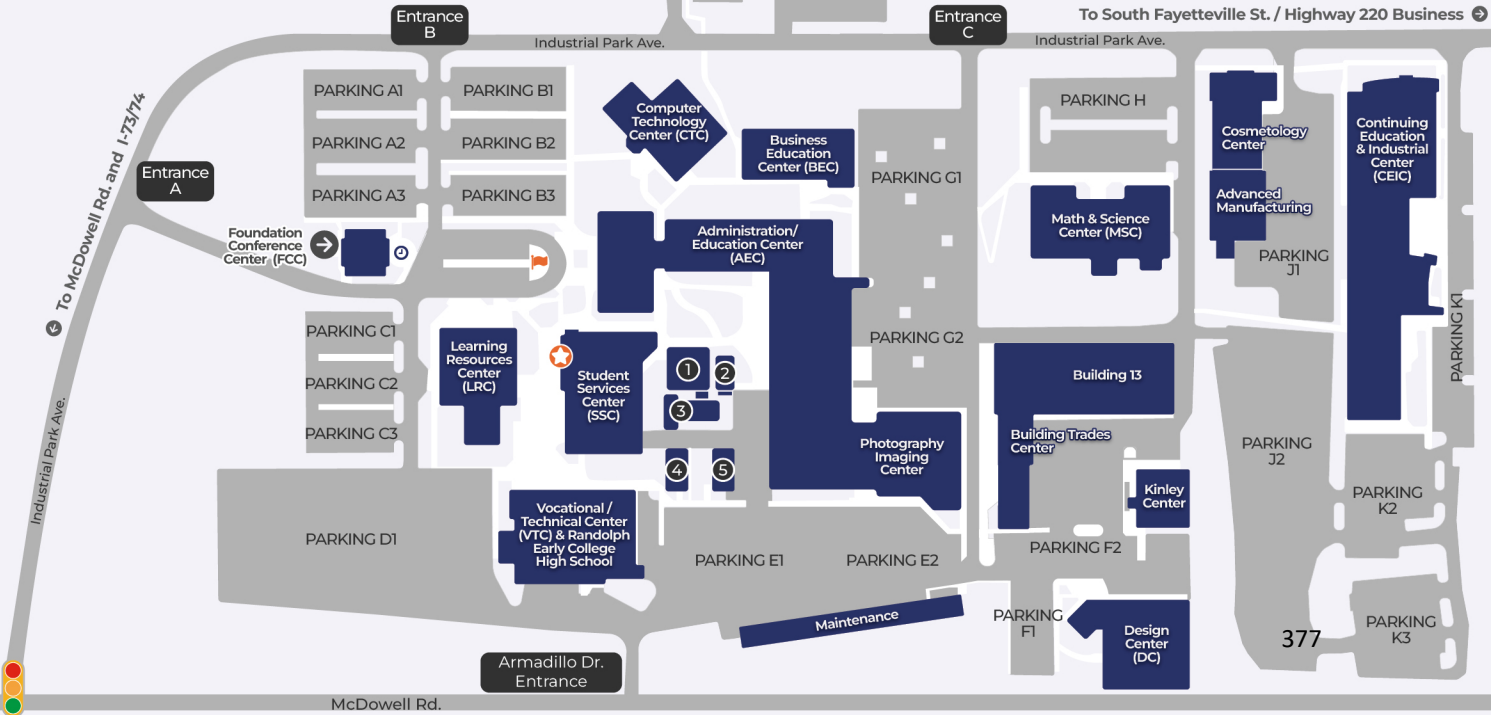 Entrance
B
Entrance
C
To South Fayetteville St. / Highway 220 Business
Industrial Park Ave.
Industrial Park Ave.
To McDowell Rd. and I-73/74
Entrance
A
PARKING A1
PARKING B1
PARKING A2
PARKING B2
PARKING A3
PARKING B3
Computer
Technology
Center (CTC)
Business
Education
Center (BEC)
PARKING G1
PARKING H
Cosmetology
Center
Continuing
Education
& Industrial
Center
(CEIC)
Advanced
Manufacturing
Math & Science
Center (MSC)
Foundation
Conference
Center (FCC)
Administration/
Education Center
(AEC)
PARKING
J1
PARKING C1
PARKING C2
PARKING C3
Learning
Resources
Center
(LRC)
Student
Services
Center
(SSC)
1
2
3
4
5
PARKING G2
PARKING K1
Building 13
Building Trades
Center
Photography
Imaging
Center
PARKING
J2
Kinley
Center
PARKING
K2
Industrial Park Ave.
PARKING D1
Vocational /
Technical Center
(VTC) & Randolph
Early College
High School
PARKING E1
PARKING E2
PARKING F2
Maintenance
PARKING
F1
Design
Center
(DC)
377
PARKING
K3
Armadillo Dr.
Entrance
McDowell Rd.